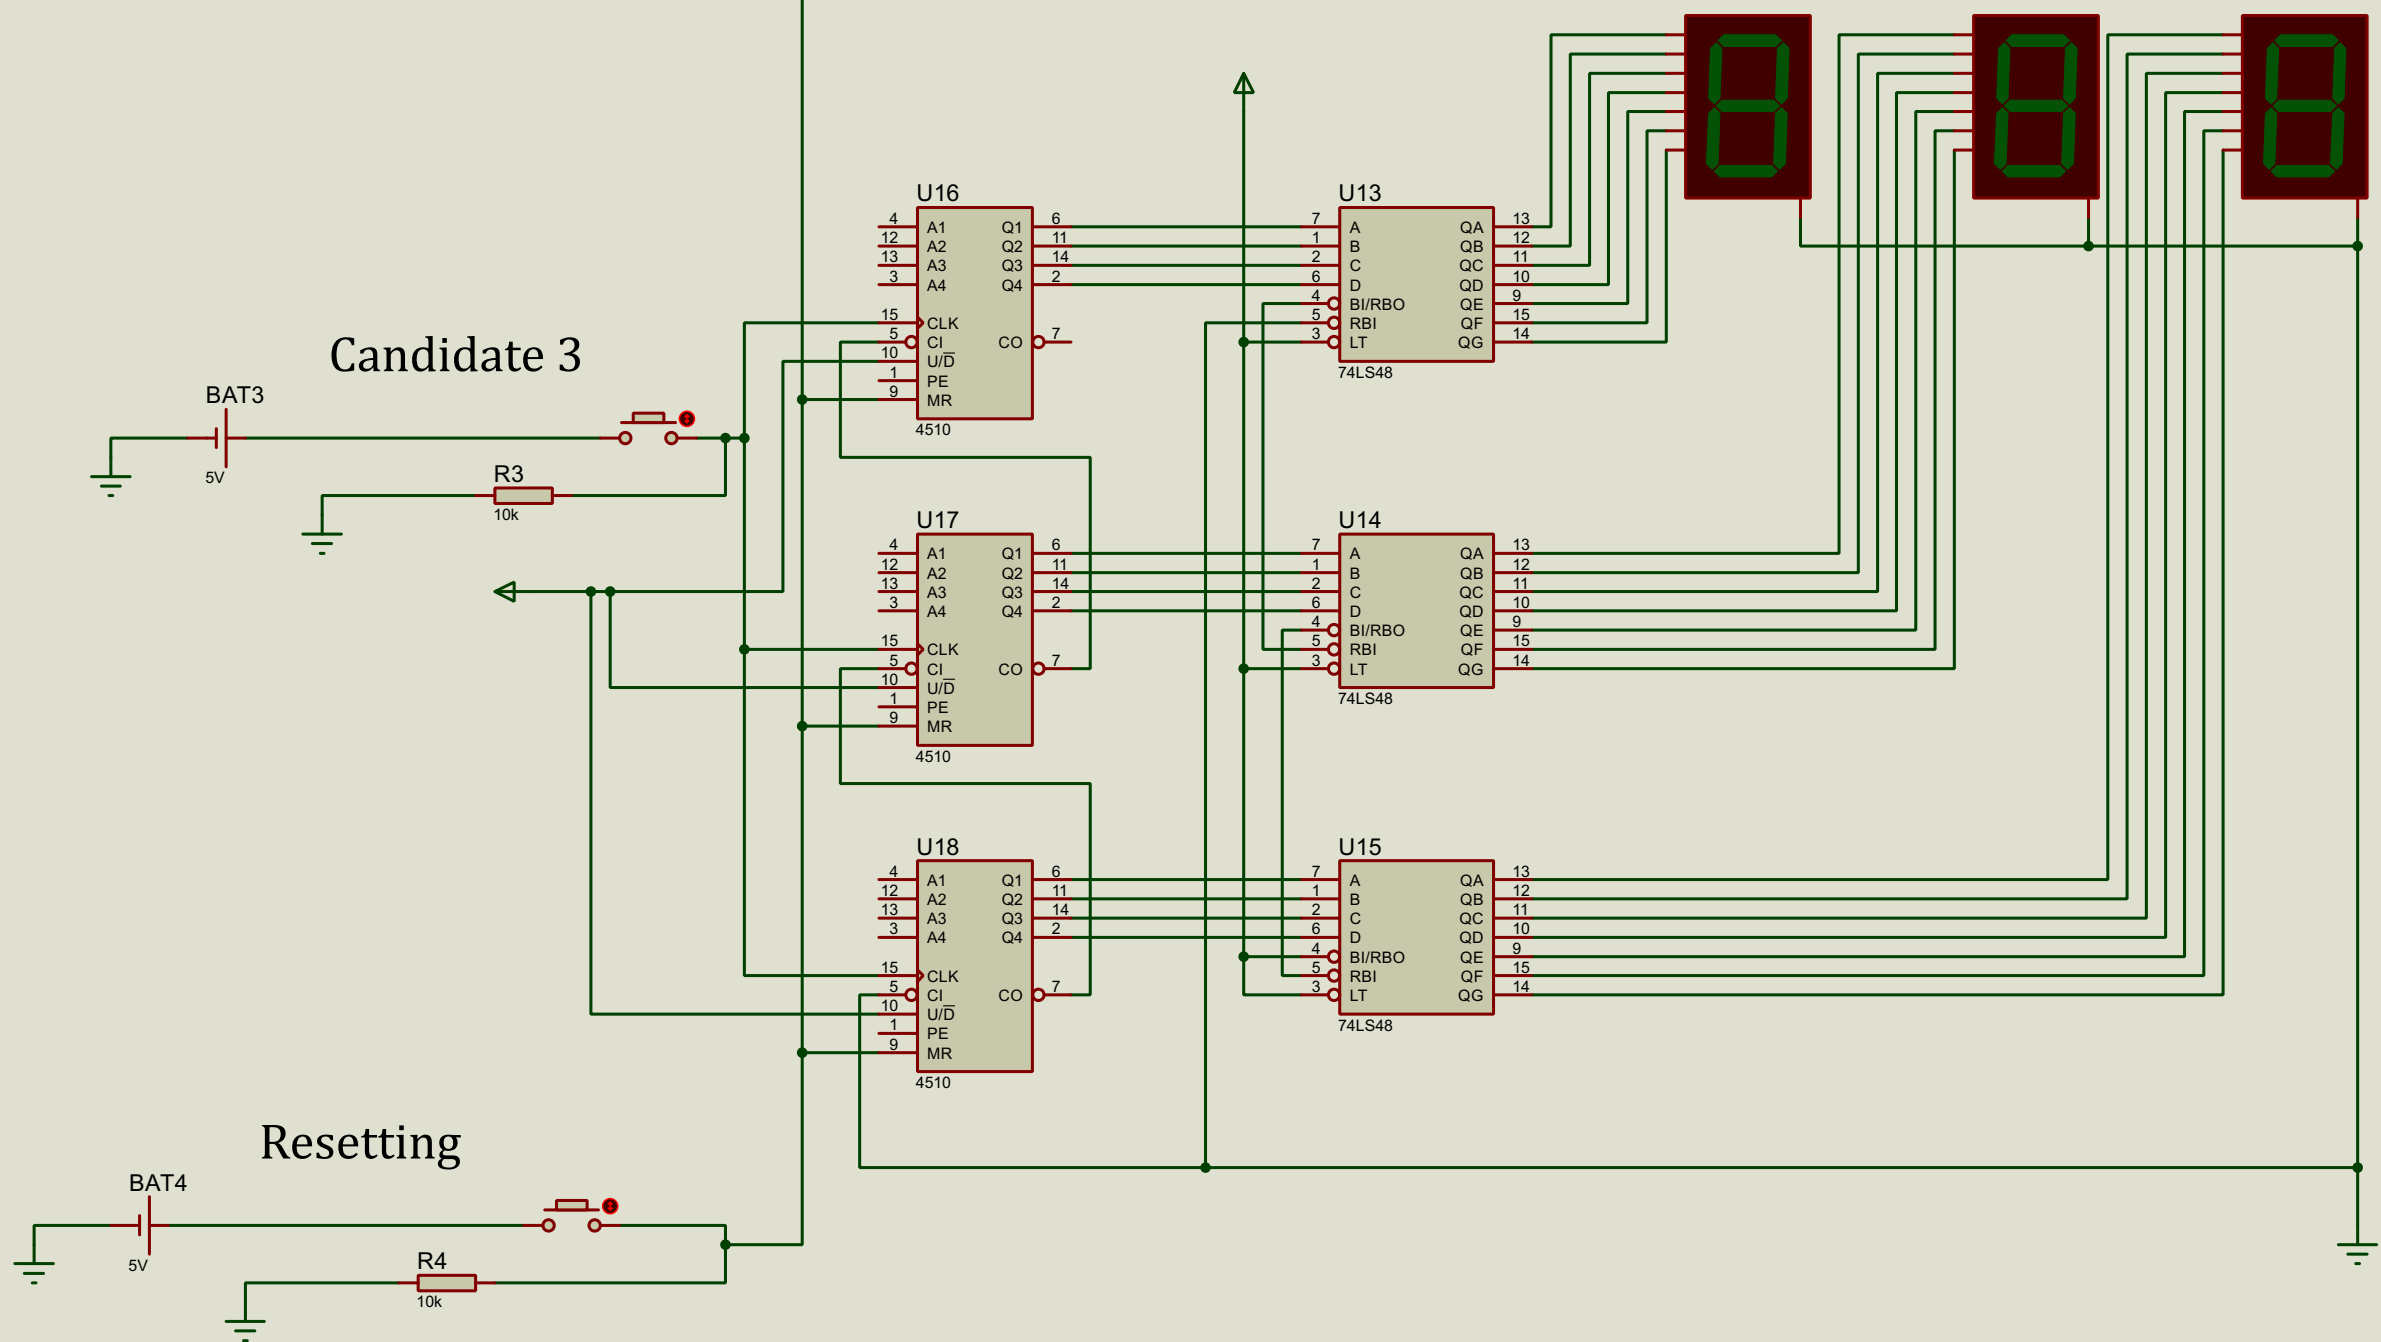 U16
4 A1 Q1 6
12 A2 Q2 11
13 A3 Q3 14
3 A4 Q4 2
15 CLK
5 CI CO 7
10 U/D
1 PE
9 MR
4510
U13
7 A QA 13
1 B QB 12
2 C QC 11
6 D QD 10
4 BI/RBO QE 9
5 RBI QF 15
3 LT QG 14
74LS48
Candidate 3
BAT3
5V
R3
10k
U17
4 A1 Q1 6
12 A2 Q2 11
13 A3 Q3 14
3 A4 Q4 2
15 CLK
5 CI CO 7
10 U/D
1 PE
9 MR
4510
U14
7 A QA 13
1 B QB 12
2 C QC 11
6 D QD 10
4 BI/RBO QE 9
5 RBI QF 15
3 LT QG 14
74LS48
U18
4 A1 Q1 6
12 A2 Q2 11
13 A3 Q3 14
3 A4 Q4 2
15 CLK
5 CI CO 7
10 U/D
1 PE
9 MR
4510
U15
7 A QA 13
1 B QB 12
2 C QC 11
6 D QD 10
4 BI/RBO QE 9
5 RBI QF 15
3 LT QG 14
74LS48
Resetting
BAT4
5V
R4
10k